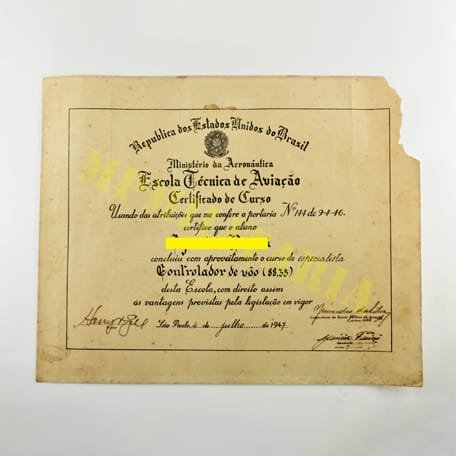 Republica dos Estados Unidos do Brasil
Ministério da Aeronáutica
Escola Técnica de Aviação
Certificado de Curso
Usando das atribuições que me confere a portaria Nº 144 de 9-4-46.
certifico que o aluno
concluiu com aproveitamento o curso de especialista
Controlador de vôo (88,35)
desta Escola, com direito assim
as vantagens previstas pela legislação em vigor
São Paulo, 4 de julho de 1947.